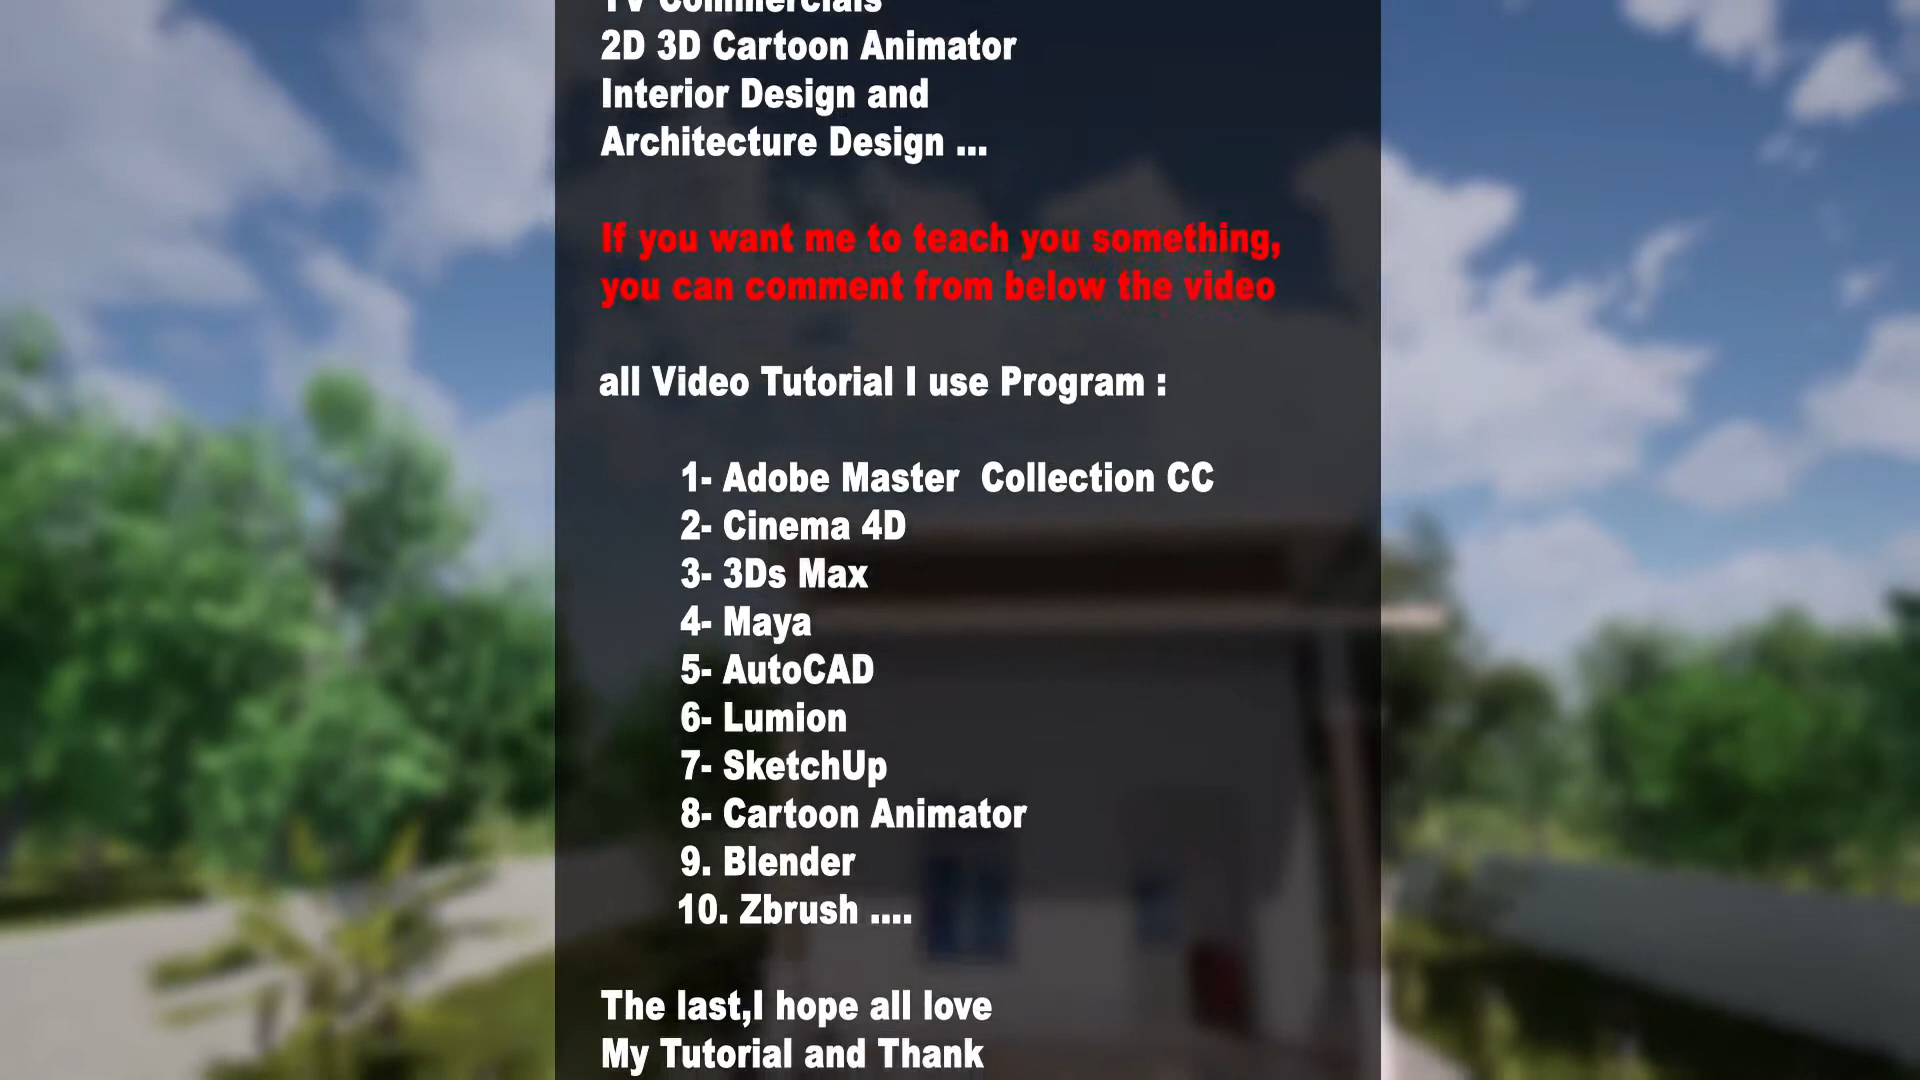 TV Commercials
2D 3D Cartoon Animator
Interior Design and
Architecture Design ...
If you want me to teach you something,
you can comment from below the video
all Video Tutorial I use Program :
1- Adobe Master  Collection CC
2- Cinema 4D
3- 3Ds Max
4- Maya
5- AutoCAD
6- Lumion
7- SketchUp
8- Cartoon Animator
9. Blender
10. Zbrush ....
The last,I hope all love
My Tutorial and Thank